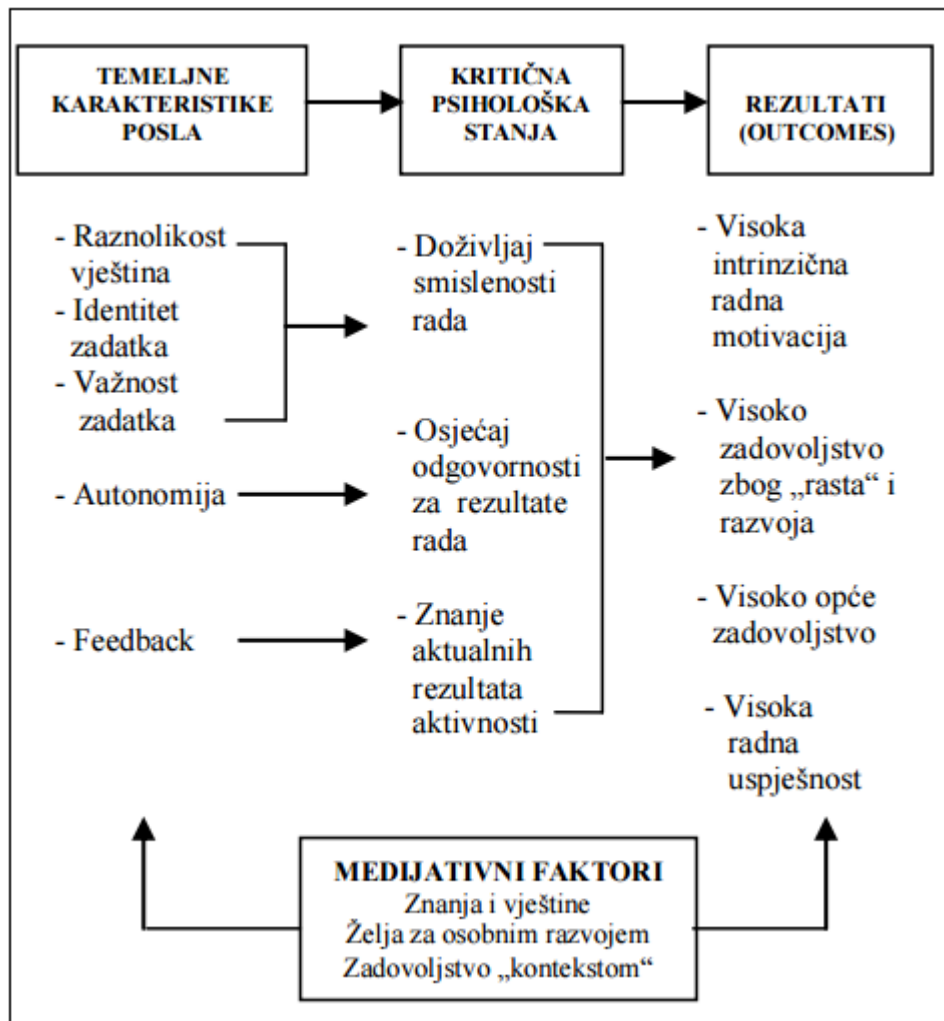 TEMELJNE
KARAKTERISTIKE
POSLA
KRITIČNA
PSIHOLOŠKA
STANJA
REZULTATI
(OUTCOMES)
- Raznolikost
vještina
- Identitet
zadatka
- Važnost
zadatka
- Autonomija
- Feedback
- Doživljaj
smislenosti
rada
- Osjećaj
odgovornosti
za rezultate
rada
- Znanje
aktualnih
rezultata
aktivnosti
- Visoka
intrinzična
radna
motivacija
- Visoko
zadovoljstvo
zbog „rasta“ i
razvoja
- Visoko opće
zadovoljstvo
- Visoka
radna
uspješnost
MEDIJATIVNI FAKTORI
Znanja i vještine
Želja za osobnim razvojem
Zadovoljstvo „kontekstom“